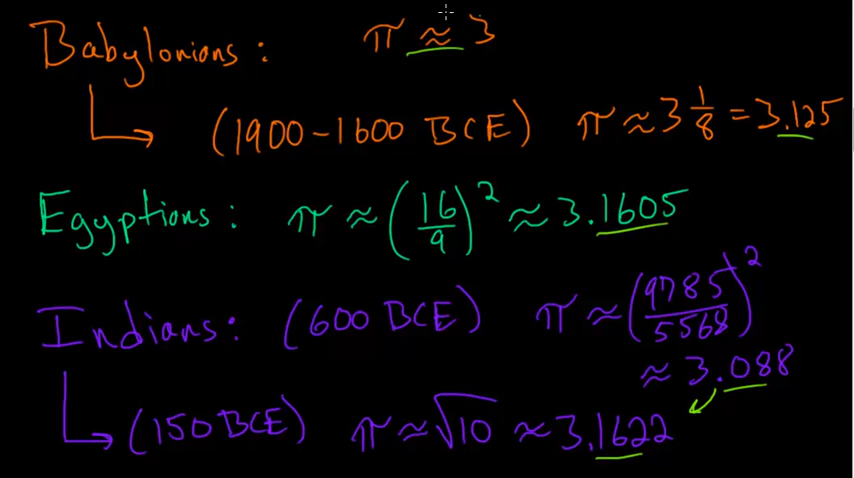 Babylonians: π ≈ 3
(1900-1600 BCE) π ≈ 3 1/8 = 3.125
Egyptions: π ≈ (16/9)² ≈ 3.1605
Indians: (600 BCE) π ≈ (9785/5568)²
≈ 3.088
(150 BCE) π ≈ √10 ≈ 3.1622